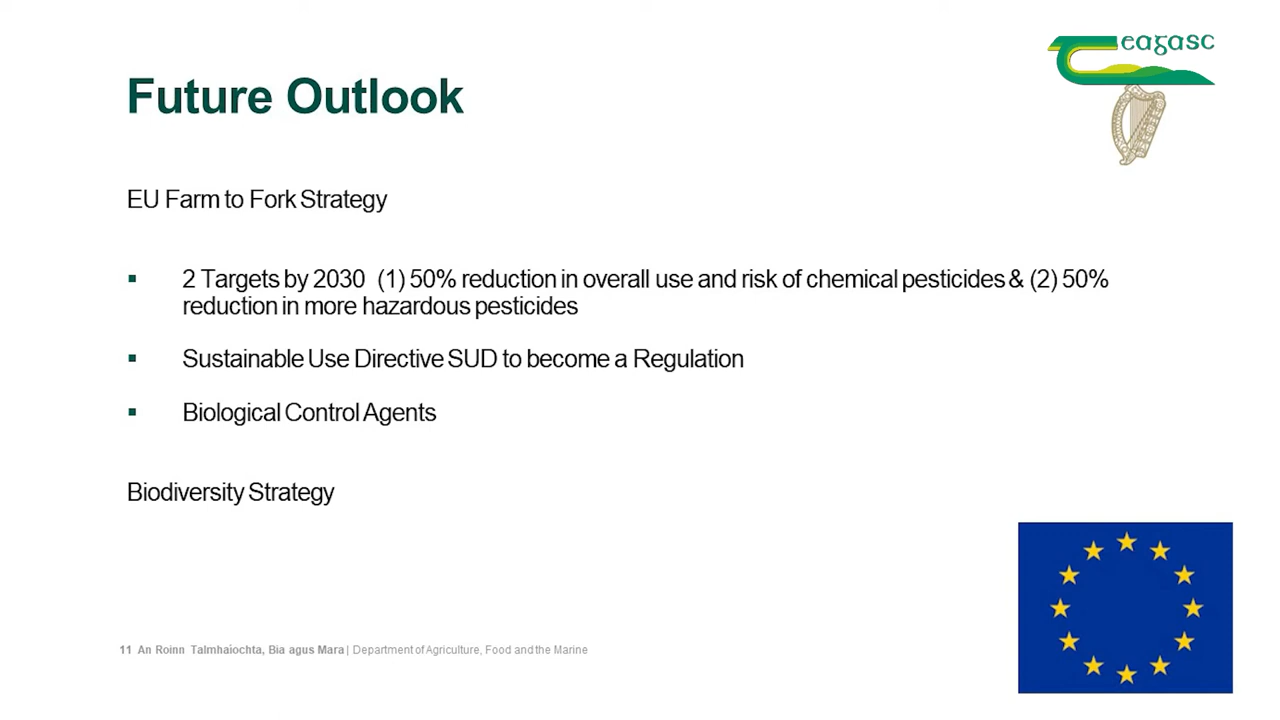 eagasc
Future Outlook
EU Farm to Fork Strategy
▪ 2 Targets by 2030 (1) 50% reduction in overall use and risk of chemical pesticides & (2) 50%
reduction in more hazardous pesticides
▪ Sustainable Use Directive SUD to become a Regulation
▪ Biological Control Agents
Biodiversity Strategy
11 An Roinn Talmhaíochta, Bia agus Mara | Department of Agriculture, Food and the Marine